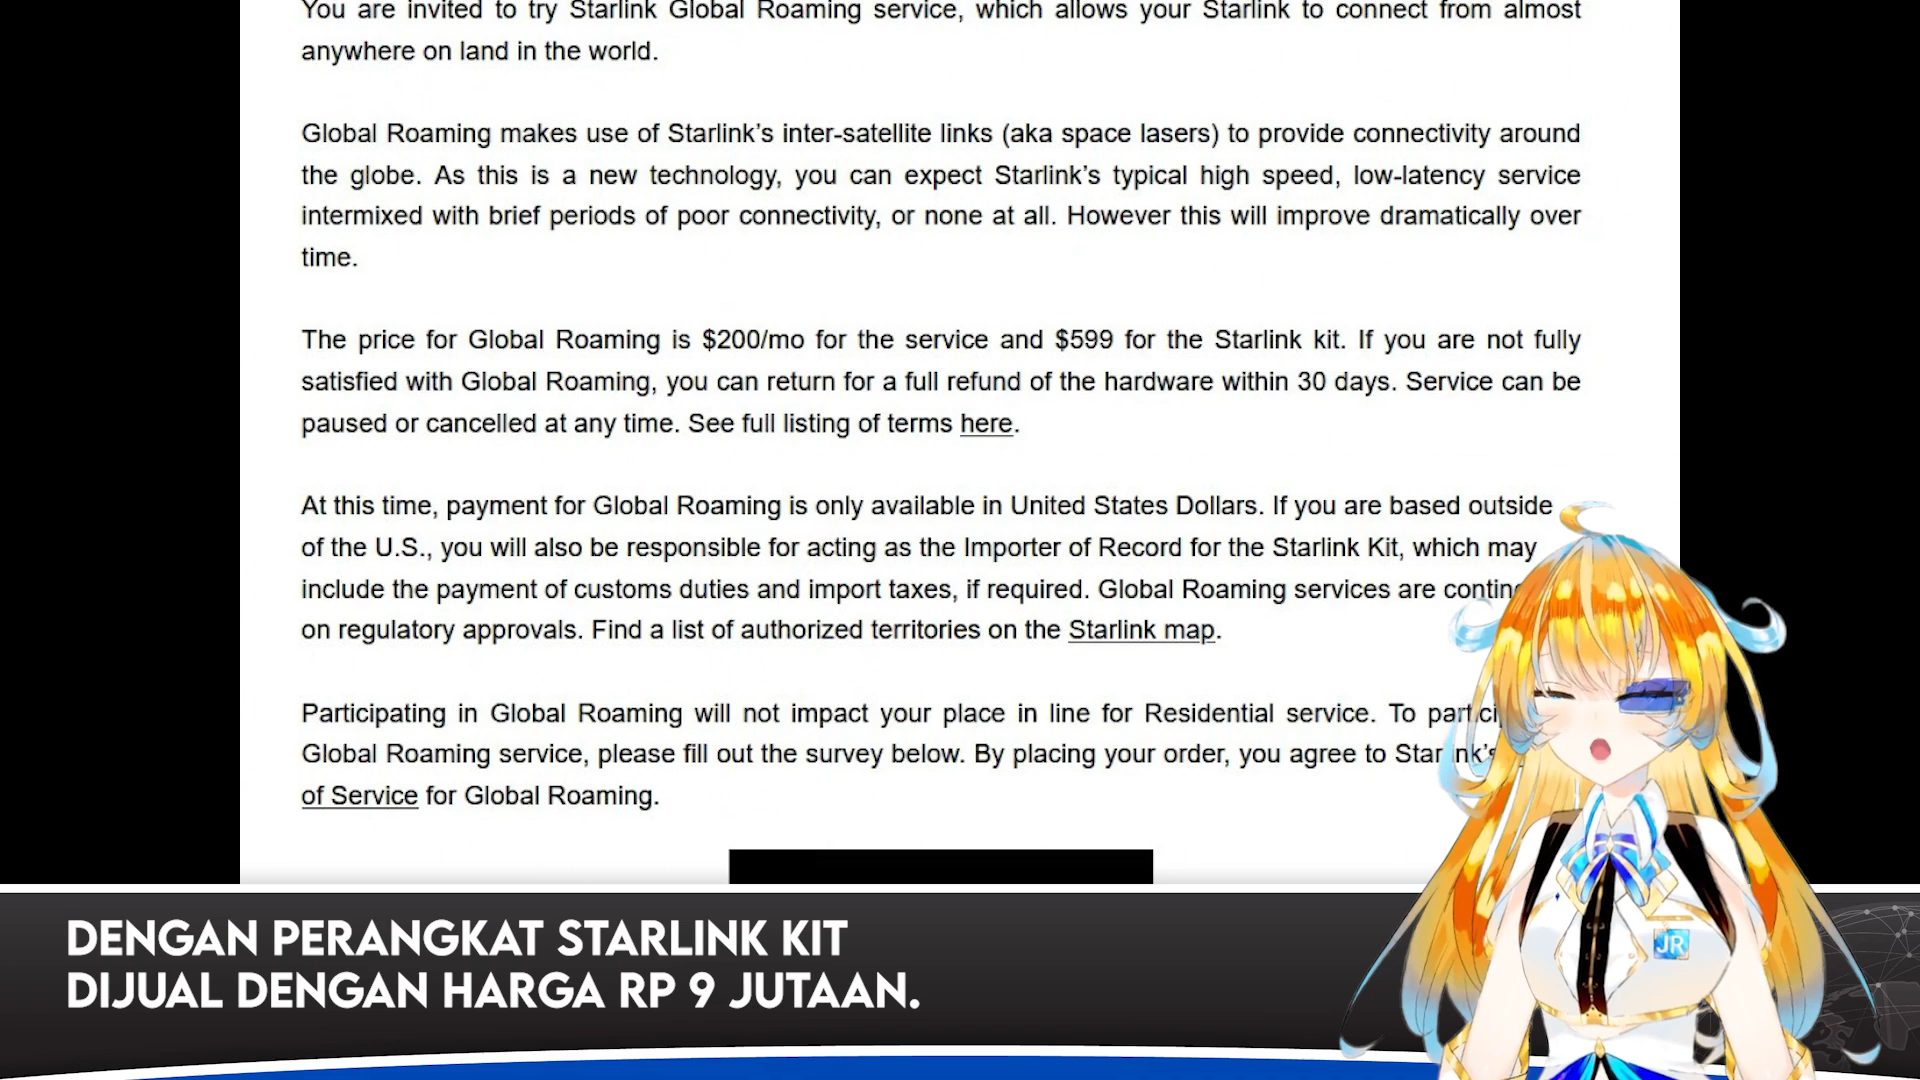 You are invited to try Starlink Global Roaming service, which allows your Starlink to connect from almost
anywhere on land in the world.
Global Roaming makes use of Starlink’s inter-satellite links (aka space lasers) to provide connectivity around
the globe. As this is a new technology, you can expect Starlink’s typical high speed, low-latency service
intermixed with brief periods of poor connectivity, or none at all. However this will improve dramatically over
time.
The price for Global Roaming is $200/mo for the service and $599 for the Starlink kit. If you are not fully
satisfied with Global Roaming, you can return for a full refund of the hardware within 30 days. Service can be
paused or cancelled at any time. See full listing of terms here.
At this time, payment for Global Roaming is only available in United States Dollars. If you are based outside
of the U.S., you will also be responsible for acting as the Importer of Record for the Starlink Kit, which may
include the payment of customs duties and import taxes, if required. Global Roaming services are
on regulatory approvals. Find a list of authorized territories on the Starlink map.
Participating in Global Roaming will not impact your place in line for Residential service. To
Global Roaming service, please fill out the survey below. By placing your order, you agree to Starlink’s
of Service for Global Roaming.
JR
DENGAN PERANGKAT STARLINK KIT
DIJUAL DENGAN HARGA RP 9 JUTAAN.